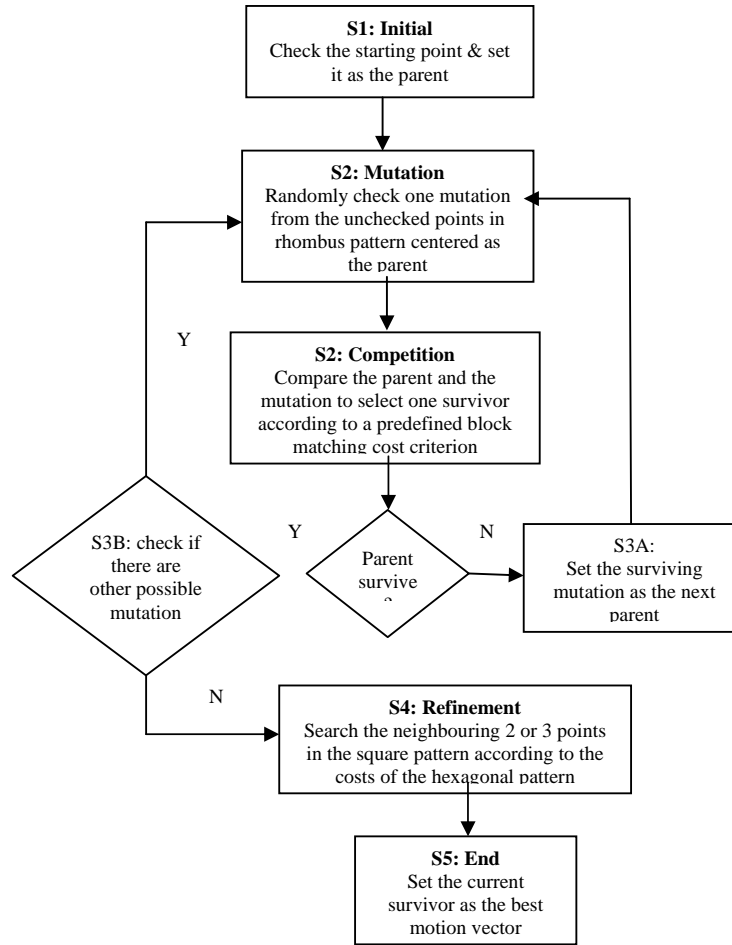 S1: Initial
Check the starting point & set
it as the parent
S2: Mutation
Randomly check one mutation
from the unchecked points in
rhombus pattern centered as
the parent
Y
S2: Competition
Compare the parent and the
mutation to select one survivor
according to a predefined block
matching cost criterion
S3B: check if
there are
other possible
mutation
Y
Parent
survive
?
N
S3A:
Set the surviving
mutation as the next
parent
N
S4: Refinement
Search the neighbouring 2 or 3 points
in the square pattern according to the
costs of the hexagonal pattern
S5: End
Set the current
survivor as the best
motion vector